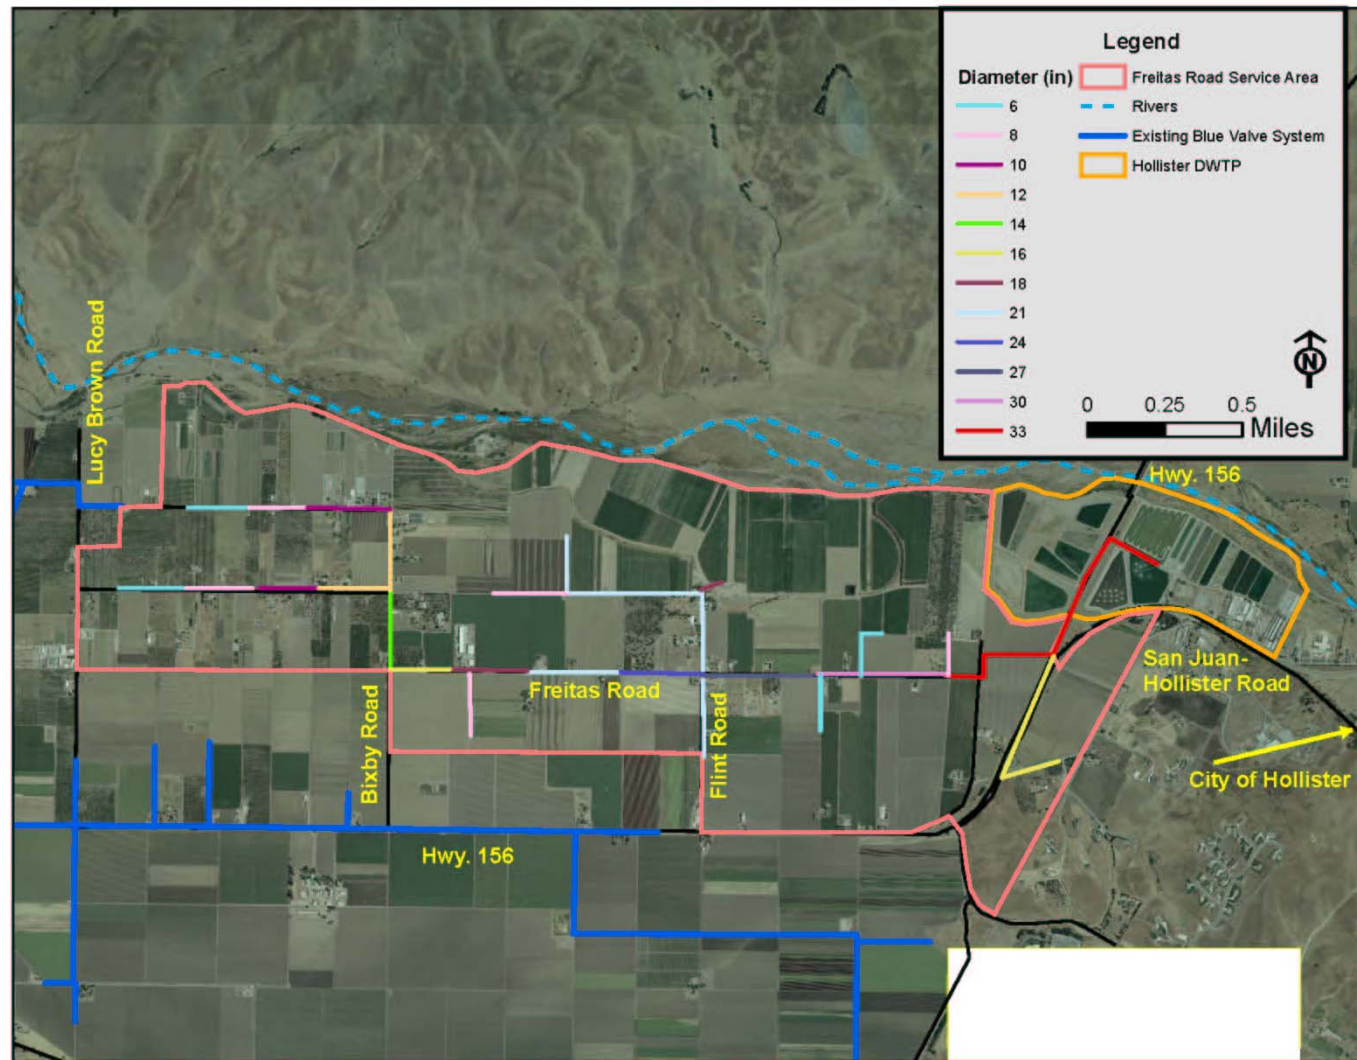 Legend
Diameter (in)
6
8
10
12
14
16
18
21
24
27
30
33
Freitas Road Service Area
Rivers
Existing Blue Valve System
Hollister DWTP
N
0 0.25 0.5
Miles
Lucy Brown Road
Hwy. 156
San Juan-
Hollister Road
Freitas Road
Bixby Road
Flint Road
City of Hollister
Hwy. 156